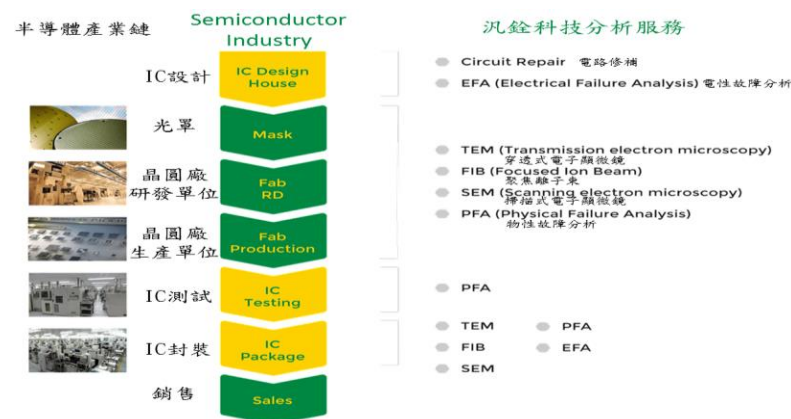 半導體產業鏈
Semiconductor
Industry
汎銓科技分析服務
IC設計
IC Design
House
Circuit Repair 電路修補
EFA (Electrical Failure Analysis) 電性故障分析
光罩
Mask
晶圓廠
研發單位
Fab
RD
TEM (Transmission electron microscopy)
穿透式電子顯微鏡
FIB (Focused Ion Beam)
聚焦離子束
SEM (Scanning electron microscopy)
掃描式電子顯微鏡
PFA (Physical Failure Analysis)
物性故障分析
晶圓廠
生產單位
Fab
Production
IC測試
IC
Testing
PFA
IC封裝
IC
Package
TEM PFA
FIB EFA
SEM
銷售
Sales